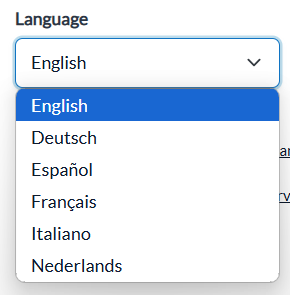 Language
English
English
Deutsch
Español
Français
Italiano
Nederlands